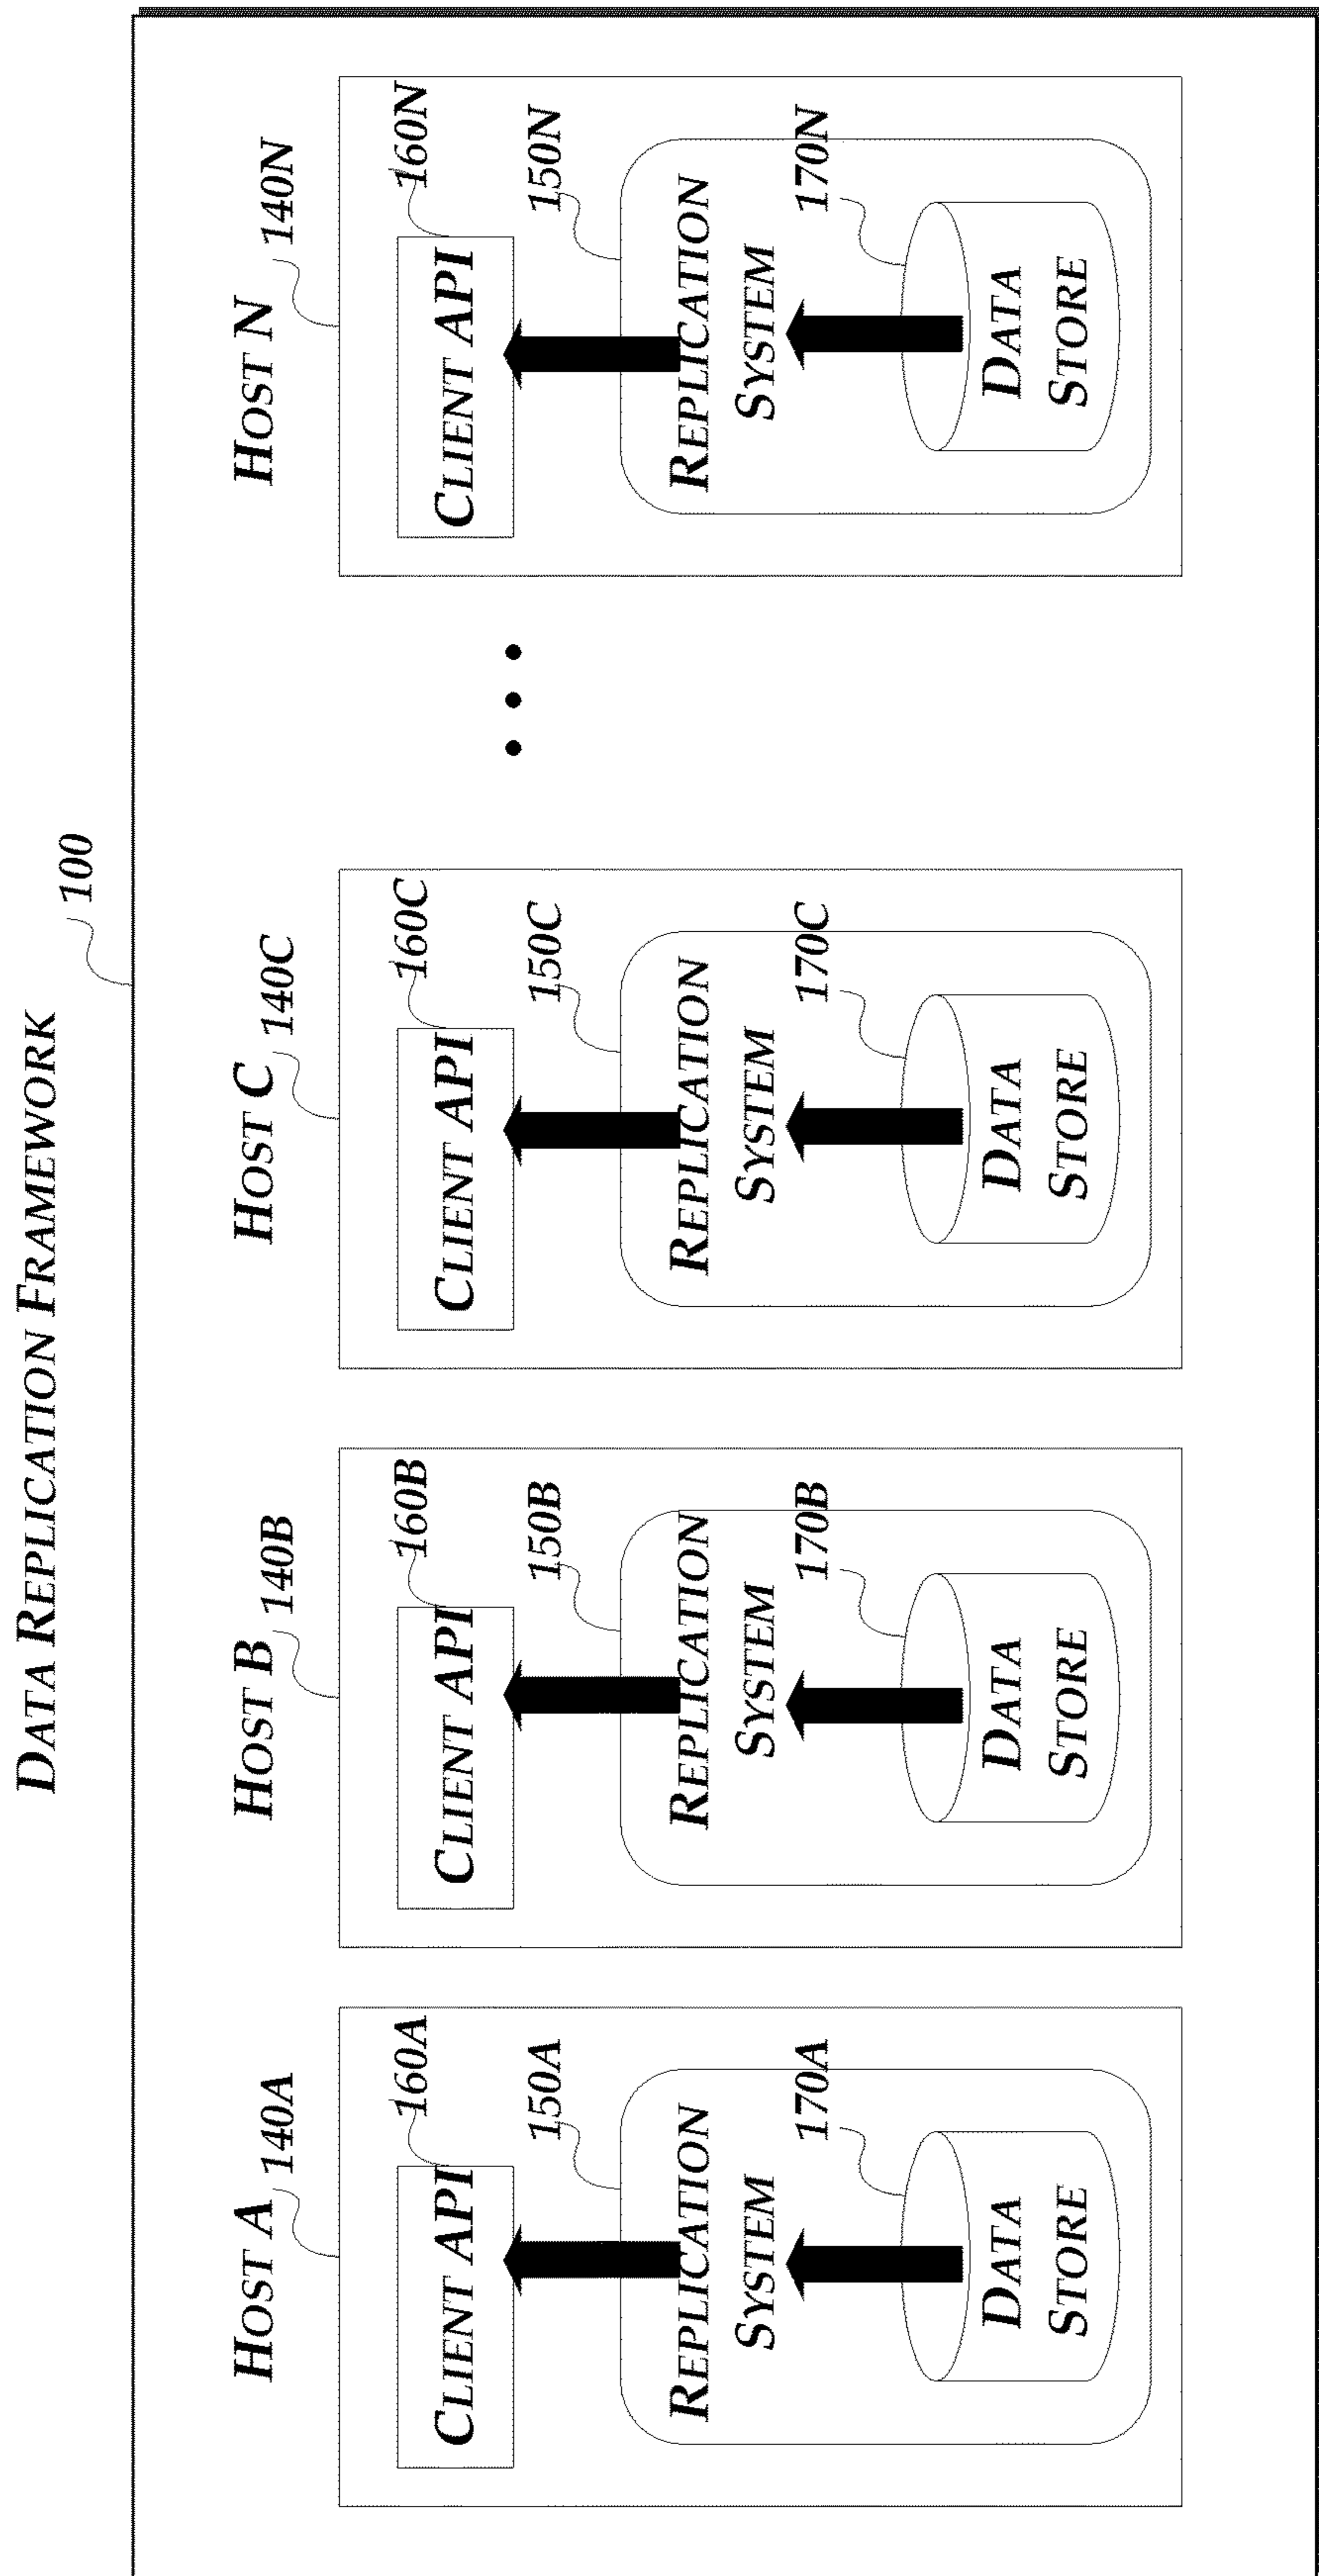 DATA REPLICATION FRAMEWORK
100
HOST A
140A
CLIENT API
160A
150A
REPLICATION
SYSTEM
170A
DATA
STORE
HOST B
140B
CLIENT API
160B
150B
REPLICATION
SYSTEM
170B
DATA
STORE
HOST C
140C
CLIENT API
160C
150C
REPLICATION
SYSTEM
170C
DATA
STORE
HOST N
140N
CLIENT API
160N
150N
REPLICATION
SYSTEM
170N
DATA
STORE